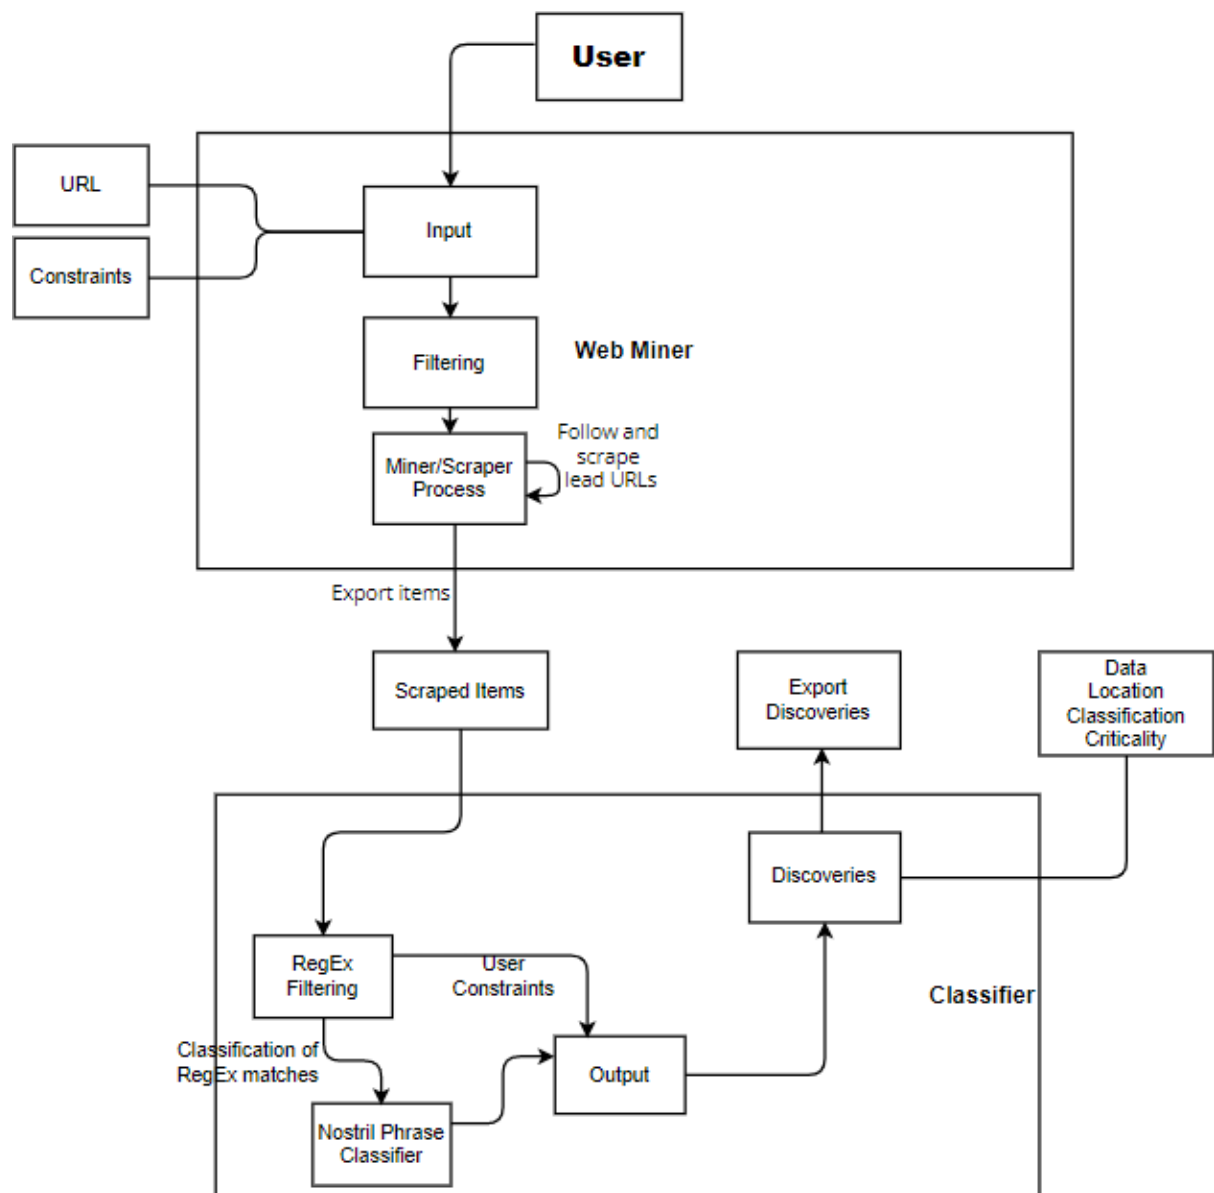 User
URL
Constraints
Input
Filtering
Web Miner
Miner/Scraper
Process
Follow and
scrape
lead URLs
Export items
Scraped Items
Export
Discoveries
Data
Location
Classification
Criticality
Discoveries
RegEx
Filtering
User
Constraints
Classifier
Classification of
RegEx matches
Output
Nostril Phrase
Classifier